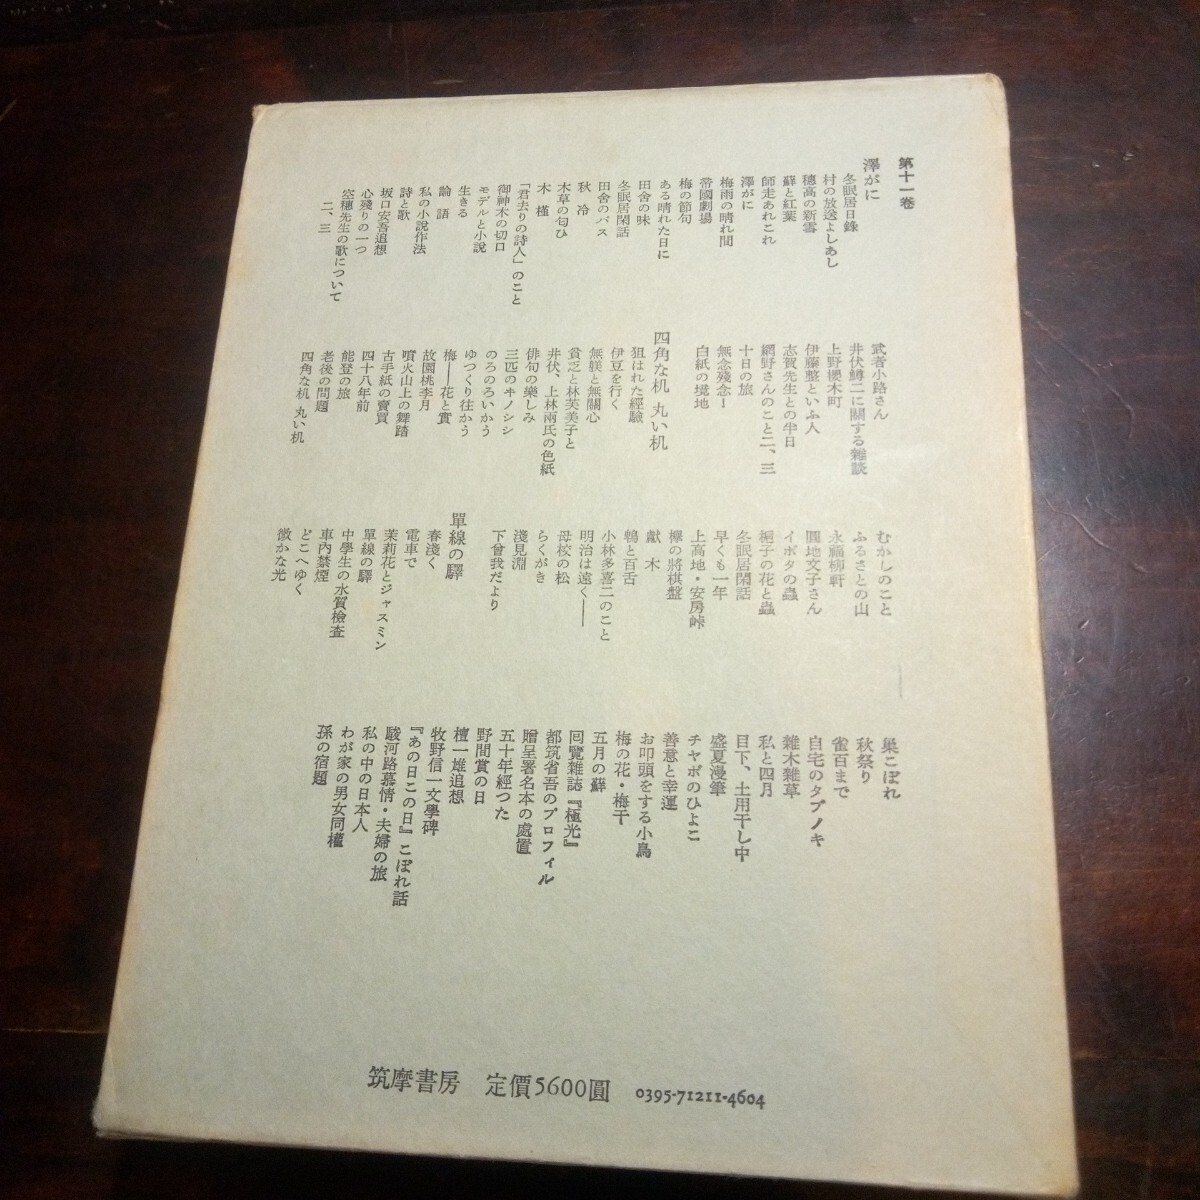 第十一卷
澤がに
冬眠居日錄
村の放送よしあし
穗高の新雪
蘇と紅葉
師走あれこれ
澤がに
梅雨の晴れ間
帝國劇場
梅の節句
ある晴れた日に
田舍の味
冬眠居閑話
田舍のバス
秋冷
木草の匂ひ
木槿
「君去りの詩人」のこと
御神木の切口
モデルと小說
生きる
論語
私の小說作法
詩と歌
坂口安吾追想
心殘りの一つ
空穗先生の歌について
二、三
武者小路さん
井伏鱒二に關する雜談
上野櫻木町
伊藤整といふ人
志賀先生との半日
網野さんのこと二、三
十日の旅
無念殘念！
白紙の境地
四角な机 丸い机
狙はれた經驗
伊豆を行く
無躾と無關心
貧乏と林芙美子と
井伏、上林兩氏の色紙
俳句の樂しみ
三匹のヰノシシ
のろのろいかう
ゆつくり往かう
梅──花と實
故園桃李月
噴火山上の舞踏
古手紙の賣買
四十八年前
能登の旅
老後の問題
四角な机 丸い机
むかしのこと
ふるさとの山
永福柳軒
圓地文子さん
イボタの蟲
桐子の花と蟲
冬眠居閑話
早くも一年
上高地・安房峠
欅の將棋盤
獻木
鵯と百舌
小林多喜二のこと
明治は遠く──
母校の松
らくがき
淺見淵
下曾我だより
單線の驛
春淺く
電車で
茉莉花とジャスミン
單線の驛
中學生の水質檢査
車內禁煙
どこへゆく
微かな光
巢こぼれ
秋祭り
雀百まで
自宅のタブノキ
雜木雜草
私と四月
目下、土用干し中
盛夏漫筆
チャボのひよこ
善意と幸運
お叩頭をする小鳥
梅の花・梅干
五月の蘇
囘覽雜誌『極光』
都筑省吾のプロフィル
贈呈署名本の處置
五十年經つた
野間賞の日
檀一雄追想
牧野信一文學碑
『あの日この日』こぼれ話
駿河路慕情・夫婦の旅
私の中の日本人
わが家の男女同權
孫の宿題
筑摩書房 定價5600圓 0395-71211-4604